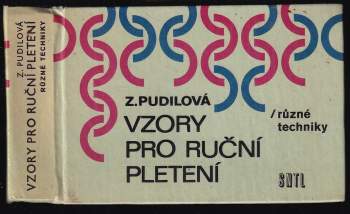 Z. PUDILOVÁ
VZORY PRO RUČNÍ PLETENÍ
RŮZNÉ TECHNIKY
Z.PUDILOVÁ
VZORY
PRO RUČNÍ
PLETENÍ
/různé
techniky
SNTL